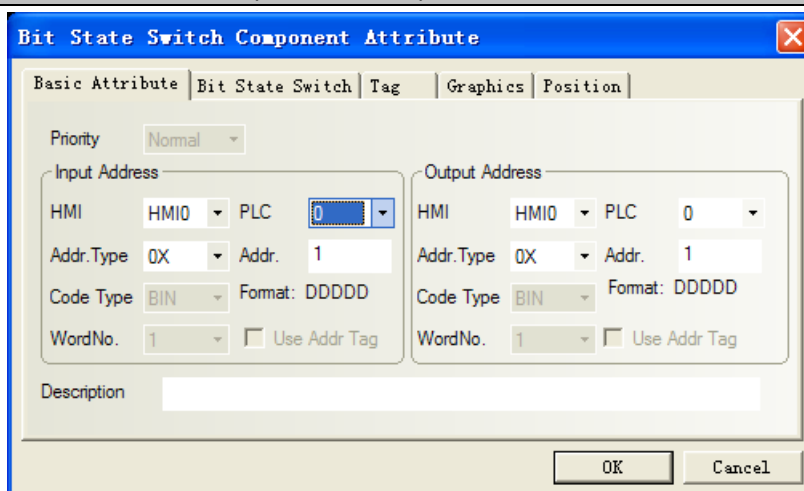 Bit State Switch Component Attribute
Basic Attribute Bit State Switch Tag Graphics Position
Priority Normal
Input Address
HMI HMI0 PLC 0
Addr.Type 0X Addr. 1
Code Type BIN Format: DDDDD
WordNo. 1 Use Addr Tag
Output Address
HMI HMI0 PLC 0
Addr.Type 0X Addr. 1
Code Type BIN Format: DDDDD
WordNo. 1 Use Addr Tag
Description
OK Cancel